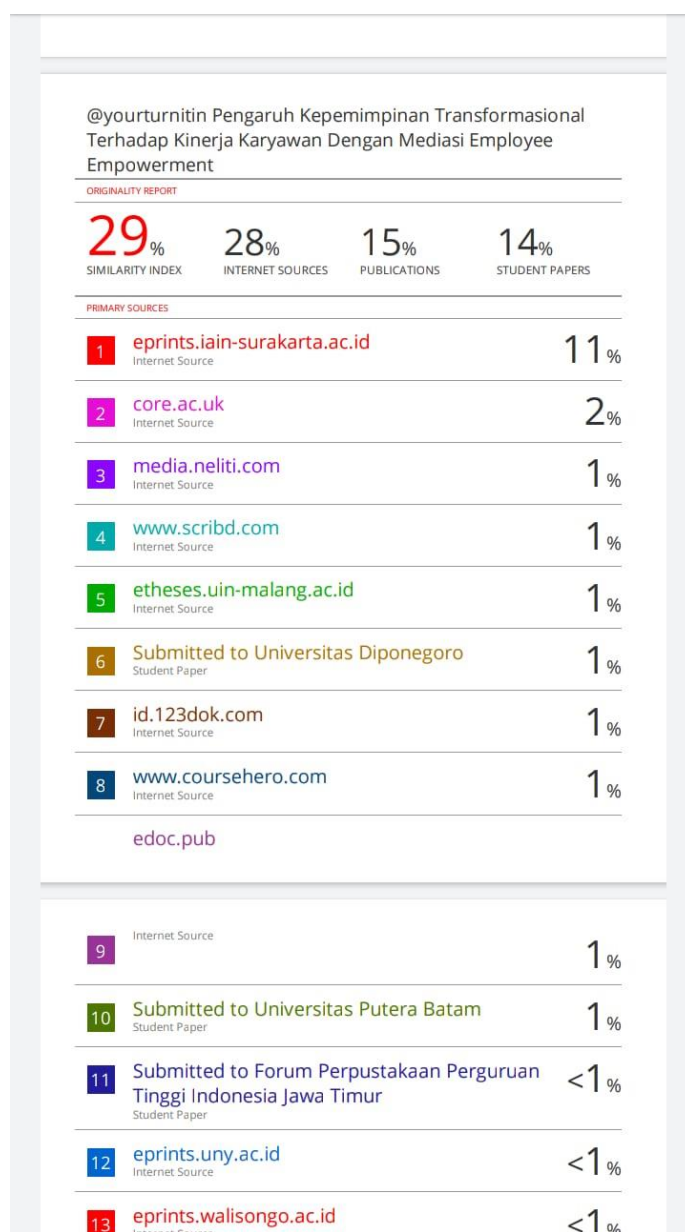 @yourturnitin Pengaruh Kepemimpinan Transformasional
Terhadap Kinerja Karyawan Dengan Mediasi Employee
Empowerment
ORIGINALITY REPORT
29% 28% 15% 14%
SIMILARITY INDEX INTERNET SOURCES PUBLICATIONS STUDENT PAPERS
PRIMARY SOURCES
1 eprints.iain-surakarta.ac.id 11%
Internet Source
2 core.ac.uk 2%
Internet Source
3 media.neliti.com 1%
Internet Source
4 www.scribd.com 1%
Internet Source
5 etheses.uin-malang.ac.id 1%
Internet Source
6 Submitted to Universitas Diponegoro 1%
Student Paper
7 id.123dok.com 1%
Internet Source
8 www.coursehero.com 1%
Internet Source
edoc.pub
Internet Source
9 1%
10 Submitted to Universitas Putera Batam 1%
Student Paper
11 Submitted to Forum Perpustakaan Perguruan <1%
Tinggi Indonesia Jawa Timur
Student Paper
12 eprints.uny.ac.id <1%
Internet Source
13 eprints.walisongo.ac.id <1%